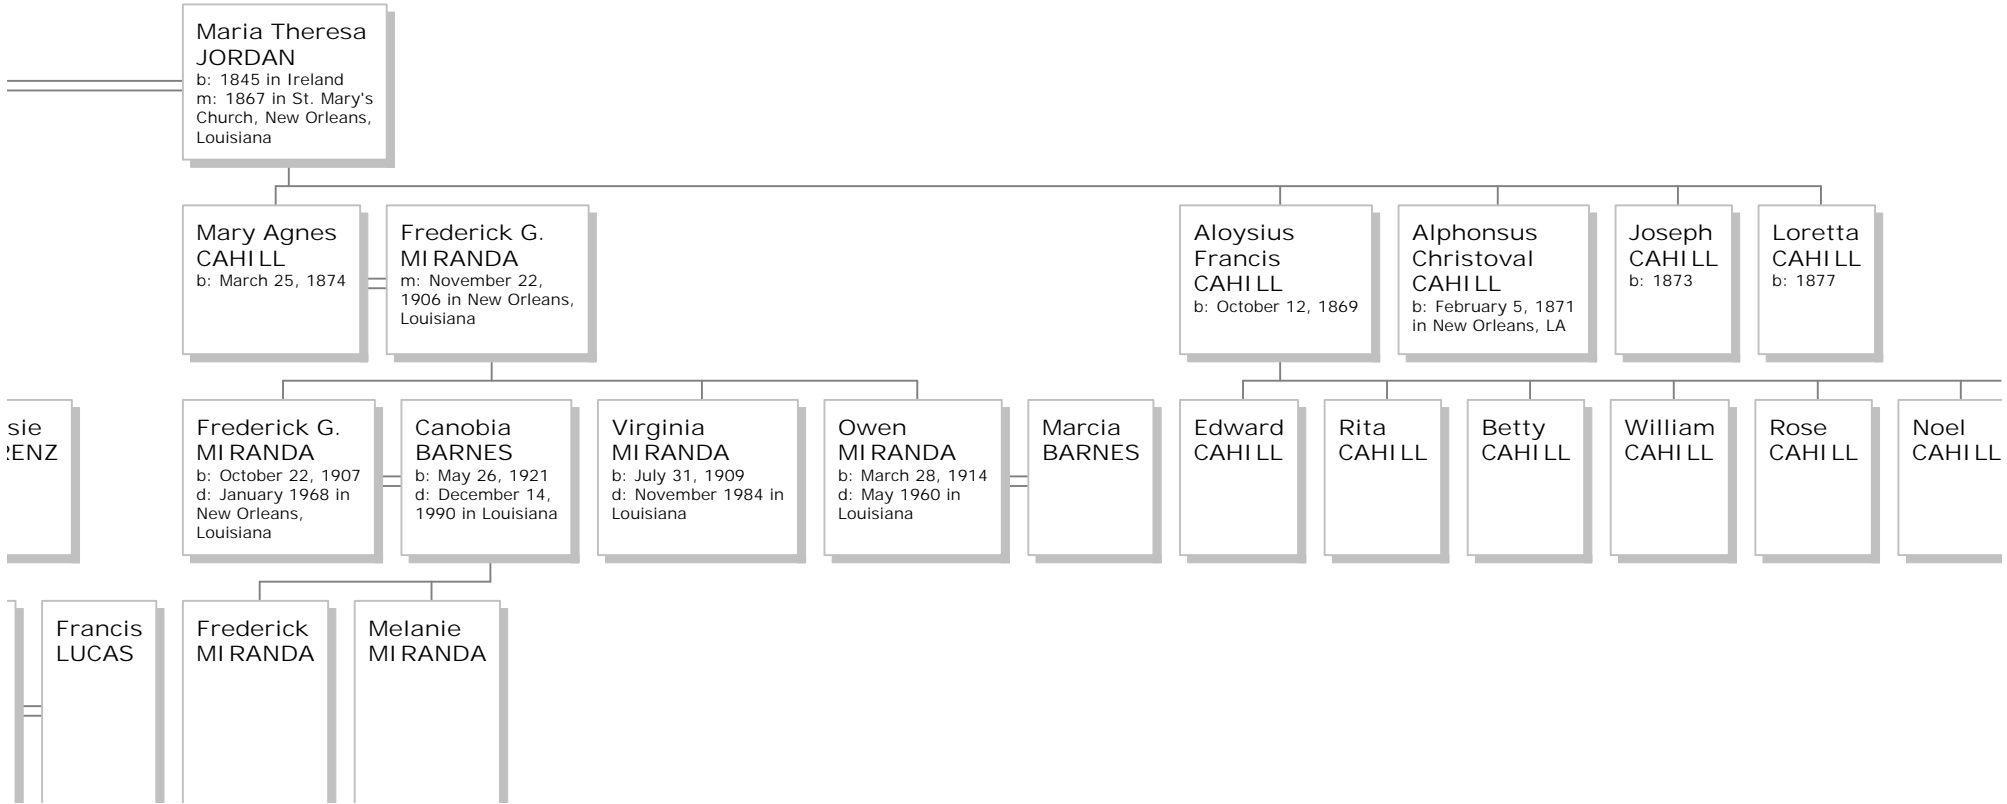 Maria Theresa
JORDAN
b: 1845 in Ireland
m: 1867 in St. Mary's
Church, New Orleans,
Louisiana
Mary Agnes
CAHILL
b: March 25, 1874
Frederick G.
MIRANDA
m: November 22,
1906 in New Orleans,
Louisiana
Aloysius
Francis
CAHILL
b: October 12, 1869
Alphonsus
Christoval
CAHILL
b: February 5, 1871
in New Orleans, LA
Joseph
CAHILL
b: 1873
Loretta
CAHILL
b: 1877
sie
RENZ
Frederick G.
MIRANDA
b: October 22, 1907
d: January 1968 in
New Orleans,
Louisiana
Canobia
BARNES
b: May 26, 1921
d: December 14,
1990 in Louisiana
Virginia
MIRANDA
b: July 31, 1909
d: November 1984 in
Louisiana
Owen
MIRANDA
b: March 28, 1914
d: May 1960 in
Louisiana
Marcia
BARNES
Edward
CAHILL
Rita
CAHILL
Betty
CAHILL
William
CAHILL
Rose
CAHILL
Noel
CAHILL
Francis
LUCAS
Frederick
MIRANDA
Melanie
MIRANDA